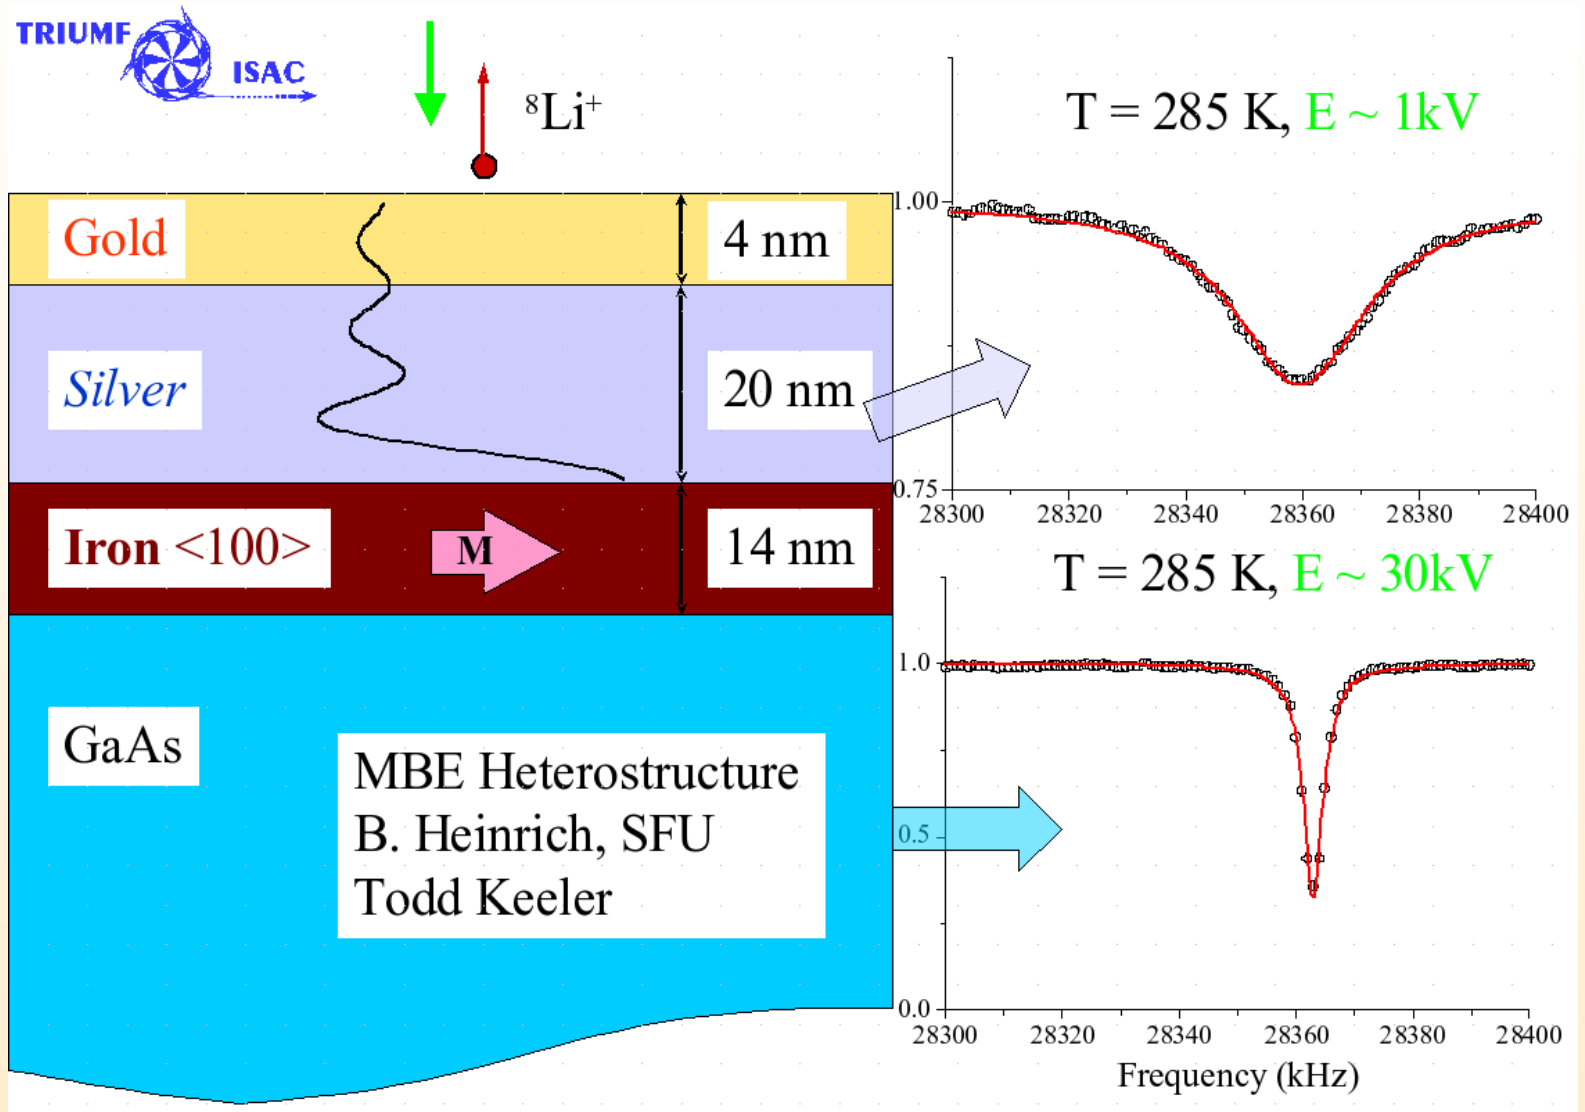 TRIUMF
ISAC
⁸Li⁺
Gold
4 nm
Silver
20 nm
Iron <100>
M
14 nm
GaAs
MBE Heterostructure
B. Heinrich, SFU
Todd Keeler
T = 285 K, E ~ 1kV
1.00
0.75
28300 28320 28340 28360 28380 28400
T = 285 K, E ~ 30kV
1.0
0.5
0.0
28300 28320 28340 28360 28380 28400
Frequency (kHz)